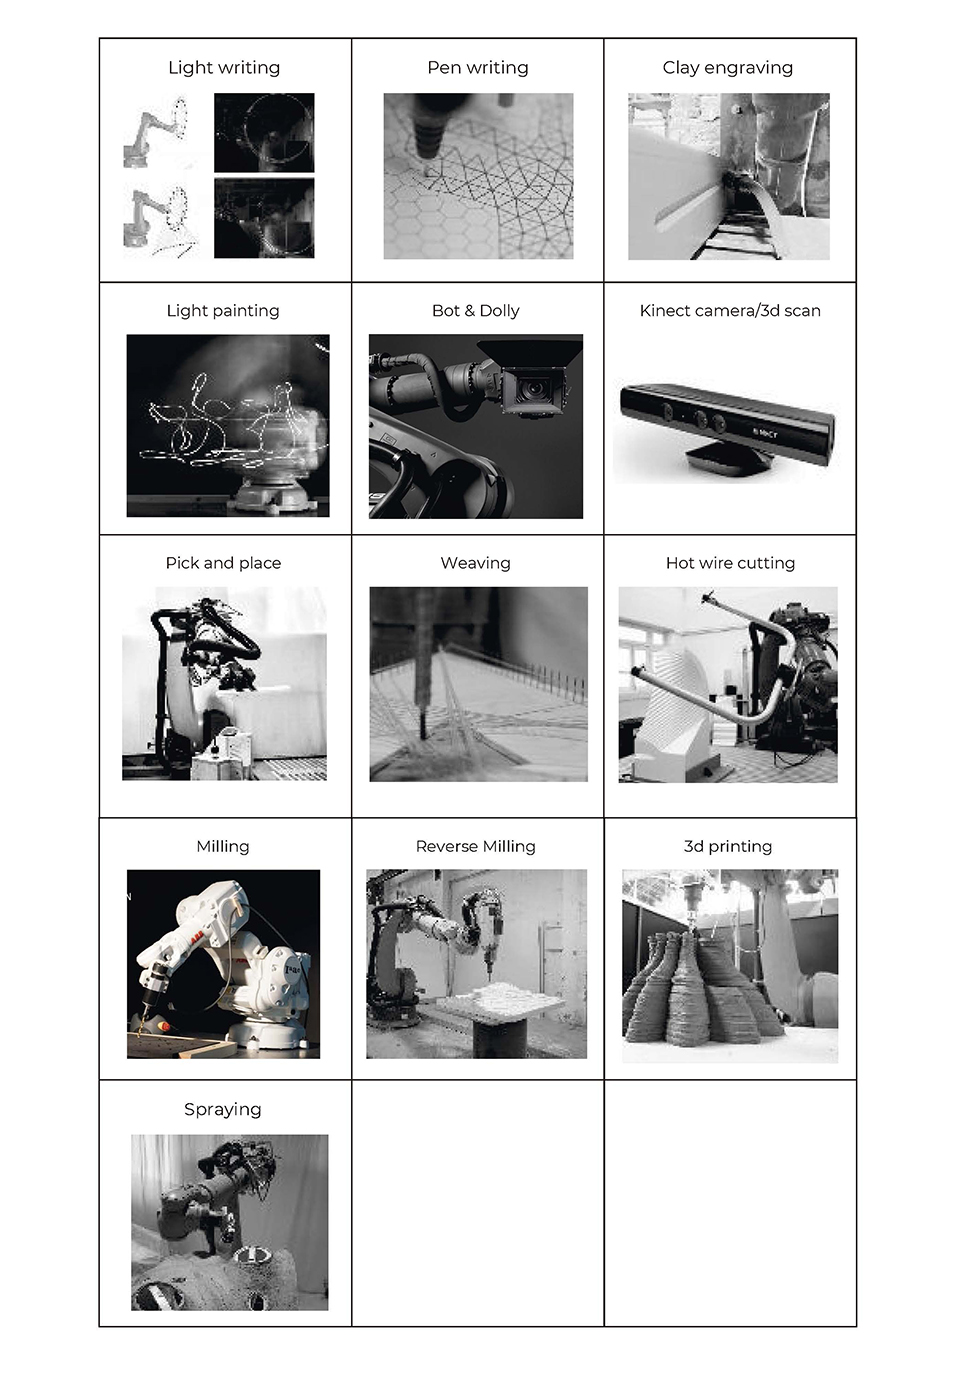 Light writing
Pen writing
Clay engraving
Light painting
Bot & Dolly
Kinect camera/3d scan
Pick and place
Weaving
Hot wire cutting
Milling
Reverse Milling
3d printing
N
ABB
Spraying